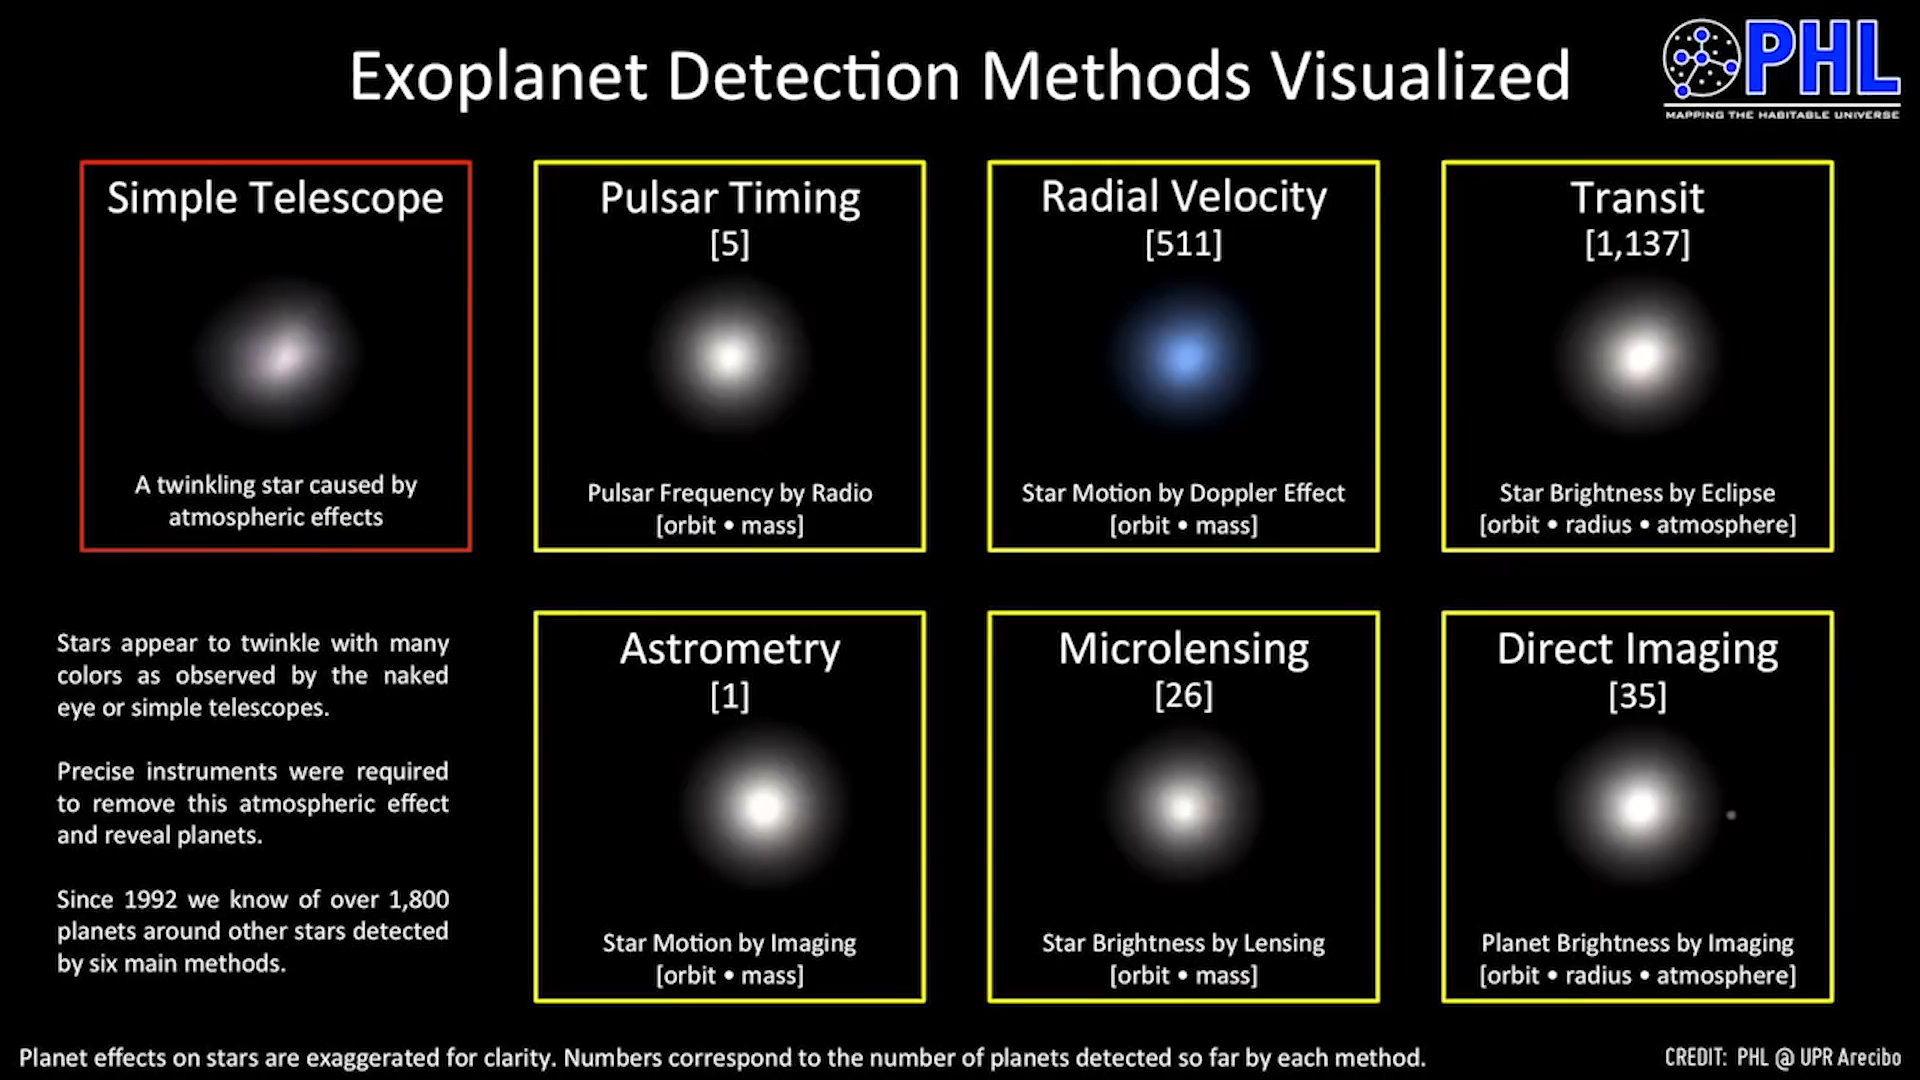 Exoplanet Detection Methods Visualized
PHL
MAPPING THE HABITABLE UNIVERSE
Simple Telescope
A twinkling star caused by
atmospheric effects
Pulsar Timing
[5]
Pulsar Frequency by Radio
[orbit • mass]
Radial Velocity
[511]
Star Motion by Doppler Effect
[orbit • mass]
Transit
[1,137]
Star Brightness by Eclipse
[orbit • radius • atmosphere]
Stars appear to twinkle with many
colors as observed by the naked
eye or simple telescopes.
Precise instruments were required
to remove this atmospheric effect
and reveal planets.
Since 1992 we know of over 1,800
planets around other stars detected
by six main methods.
Astrometry
[1]
Star Motion by Imaging
[orbit • mass]
Microlensing
[26]
Star Brightness by Lensing
[orbit • mass]
Direct Imaging
[35]
Planet Brightness by Imaging
[orbit • radius • atmosphere]
Planet effects on stars are exaggerated for clarity. Numbers correspond to the number of planets detected so far by each method.
CREDIT: PHL @ UPR Arecibo